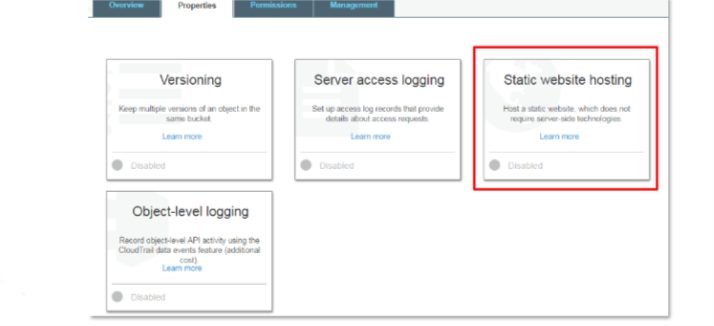 Overview Properties Permissions Management
Versioning
Keep multiple versions of an object in the
same bucket
Learn more
Disabled
Server access logging
Set up access log records that provide
details about access requests
Learn more
Disabled
Static website hosting
Host a static website, which does not
require server-side technologies
Learn more
Disabled
Object-level logging
Record object-level API activity using the
CloudTrail data events feature (additional
cost)
Learn more
Disabled